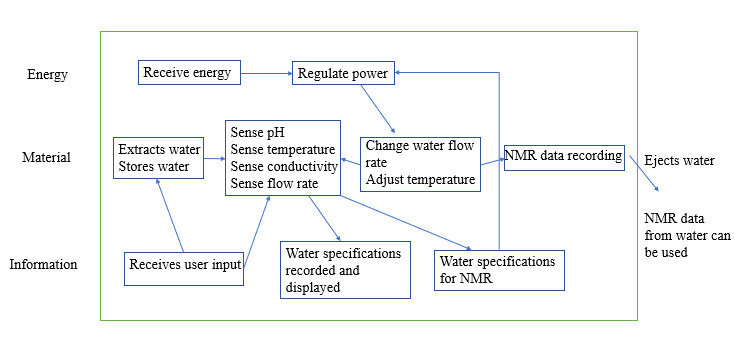 Energy
Receive energy
Regulate power
Material
Extracts water
Stores water
Sense pH
Sense temperature
Sense conductivity
Sense flow rate
Change water flow
rate
Adjust temperature
NMR data recording
Ejects water
NMR data
from water can
be used
Information
Receives user input
Water specifications
recorded and
displayed
Water specifications
for NMR